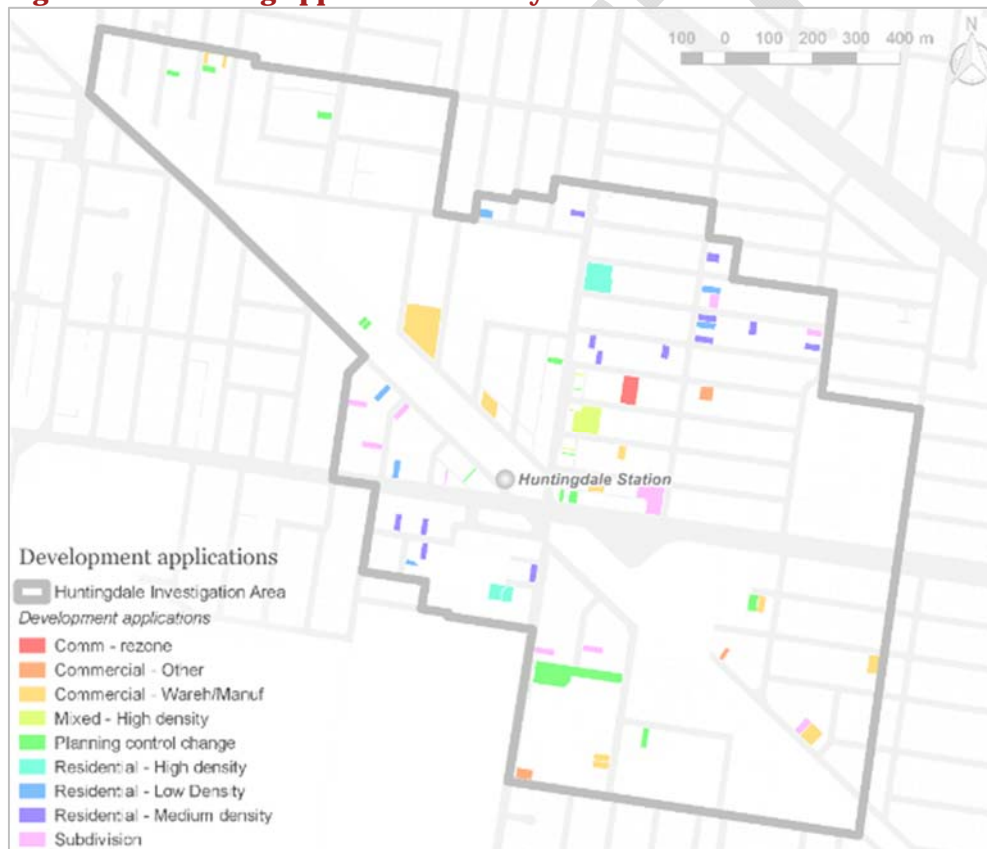 N
100 0 100 200 300 400 m
Huntingdale Station
Development applications
Huntingdale Investigation Area
Development applications
Comm - rezone
Commercial - Other
Commercial - Wareh/Manuf
Mixed - High density
Planning control change
Residential - High density
Residential - Low Density
Residential - Medium density
Subdivision